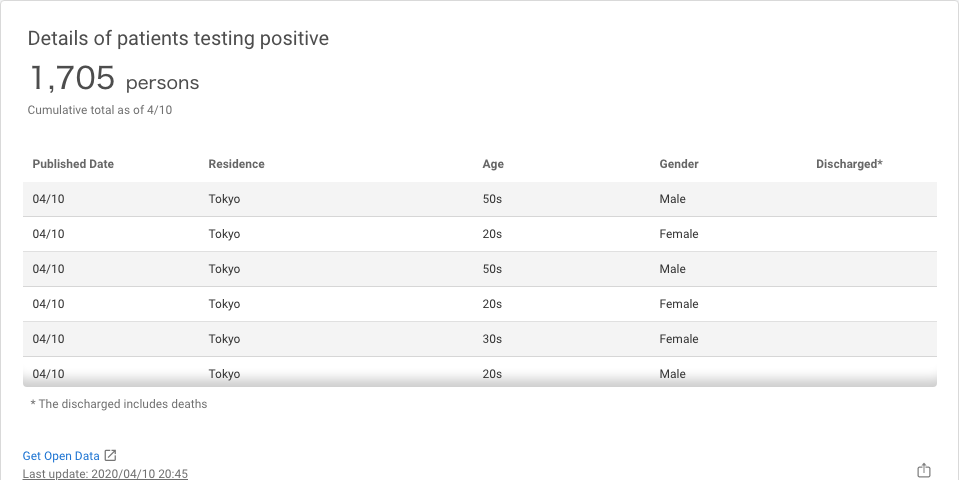 Details of patients testing positive
1,705 persons
Cumulative total as of 4/10
Published Date Residence Age Gender Discharged*
04/10 Tokyo 50s Male
04/10 Tokyo 20s Female
04/10 Tokyo 50s Male
04/10 Tokyo 20s Female
04/10 Tokyo 30s Female
04/10 Tokyo 20s Male
* The discharged includes deaths
Get Open Data
Last update: 2020/04/10 20:45